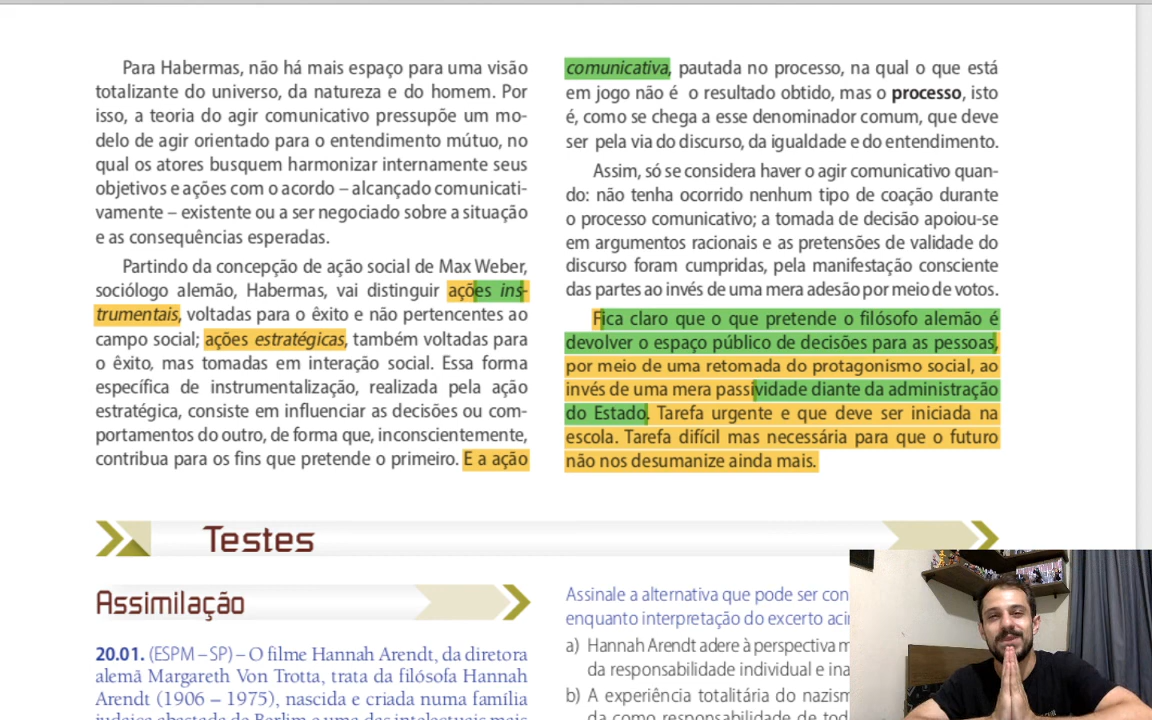 Para Habermas, não há mais espaço para uma visão
totalizante do universo, da natureza e do homem. Por
isso, a teoria do agir comunicativo pressupõe um mo-
delo de agir orientado para o entendimento mútuo, no
qual os atores busquem harmonizar internamente seus
objetivos e ações com o acordo – alcançado comunicati-
vamente – existente ou a ser negociado sobre a situação
e as consequências esperadas.
Partindo da concepção de ação social de Max Weber,
sociólogo alemão, Habermas, vai distinguir ações ins-
trumentais, voltadas para o êxito e não pertencentes ao
campo social; ações estratégicas, também voltadas para
o êxito, mas tomadas em interação social. Essa forma
específica de instrumentalização, realizada pela ação
estratégica, consiste em influenciar as decisões ou com-
portamentos do outro, de forma que, inconscientemente,
contribua para os fins que pretende o primeiro. E a ação
comunicativa, pautada no processo, na qual o que está
em jogo não é o resultado obtido, mas o processo, isto
é, como se chega a esse denominador comum, que deve
ser pela via do discurso, da igualdade e do entendimento.
Assim, só se considera haver o agir comunicativo quan-
do: não tenha ocorrido nenhum tipo de coação durante
o processo comunicativo; a tomada de decisão apoiou-se
em argumentos racionais e as pretensões de validade do
discurso foram cumpridas, pela manifestação consciente
das partes ao invés de uma mera adesão por meio de votos.
Fica claro que o que pretende o filósofo alemão é
devolver o espaço público de decisões para as pessoas,
por meio de uma retomada do protagonismo social, ao
invés de uma mera passividade diante da administração
do Estado. Tarefa urgente e que deve ser iniciada na
escola. Tarefa difícil mas necessária para que o futuro
não nos desumanize ainda mais.
Testes
Assimilação
20.01. (ESPM – SP) – O filme Hannah Arendt, da diretora
alemã Margareth Von Trotta, trata da filósofa Hannah
Arendt (1906 – 1975), nascida e criada numa família
judaica abastada de Berlim e uma das intelectuais mais
Assinale a alternativa que pode ser con
enquanto interpretação do excerto aci
a) Hannah Arendt adere à perspectiva m
da responsabilidade individual e ina
b) A experiência totalitária do nazism
da como responsabilidade de tod